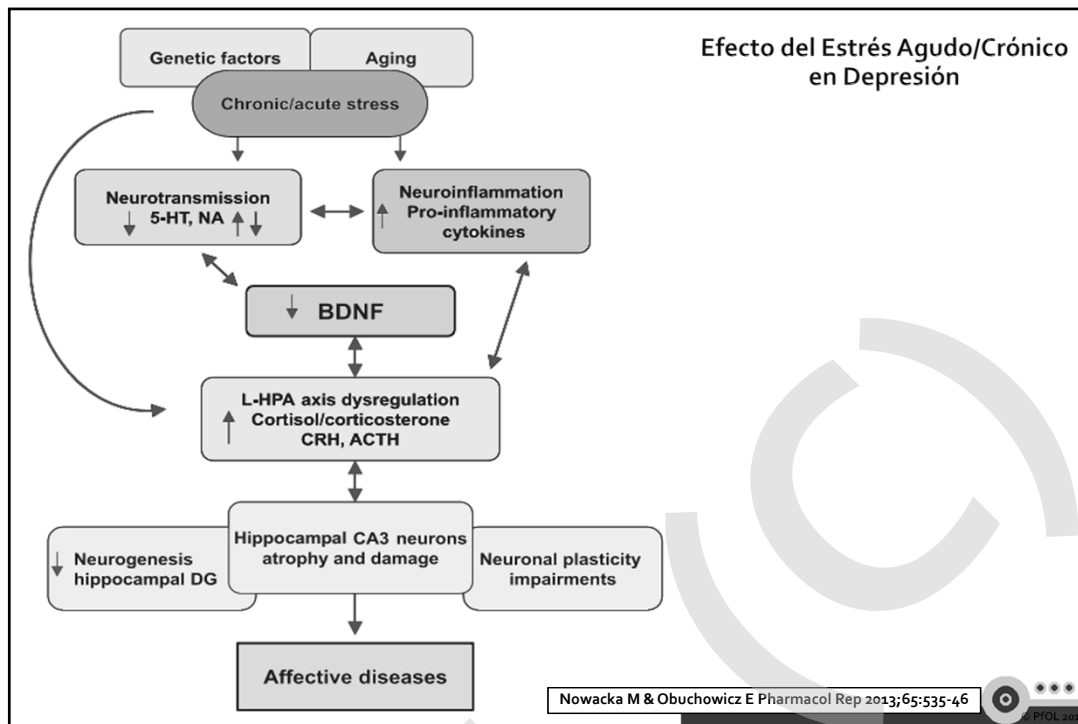 Efecto del Estrés Agudo/Crónico
en Depresión
Genetic factors
Aging
Chronic/acute stress
Neurotransmission
↓ 5-HT, NA ↑↓
Neuroinflammation
↑ Pro-inflammatory
cytokines
↓ BDNF
L-HPA axis dysregulation
↑ Cortisol/corticosterone
CRH, ACTH
↓ Neurogenesis
hippocampal DG
Hippocampal CA3 neurons
atrophy and damage
Neuronal plasticity
impairments
Affective diseases
Nowacka M & Obuchowicz E Pharmacol Rep 2013;65:535-46
© PfOL